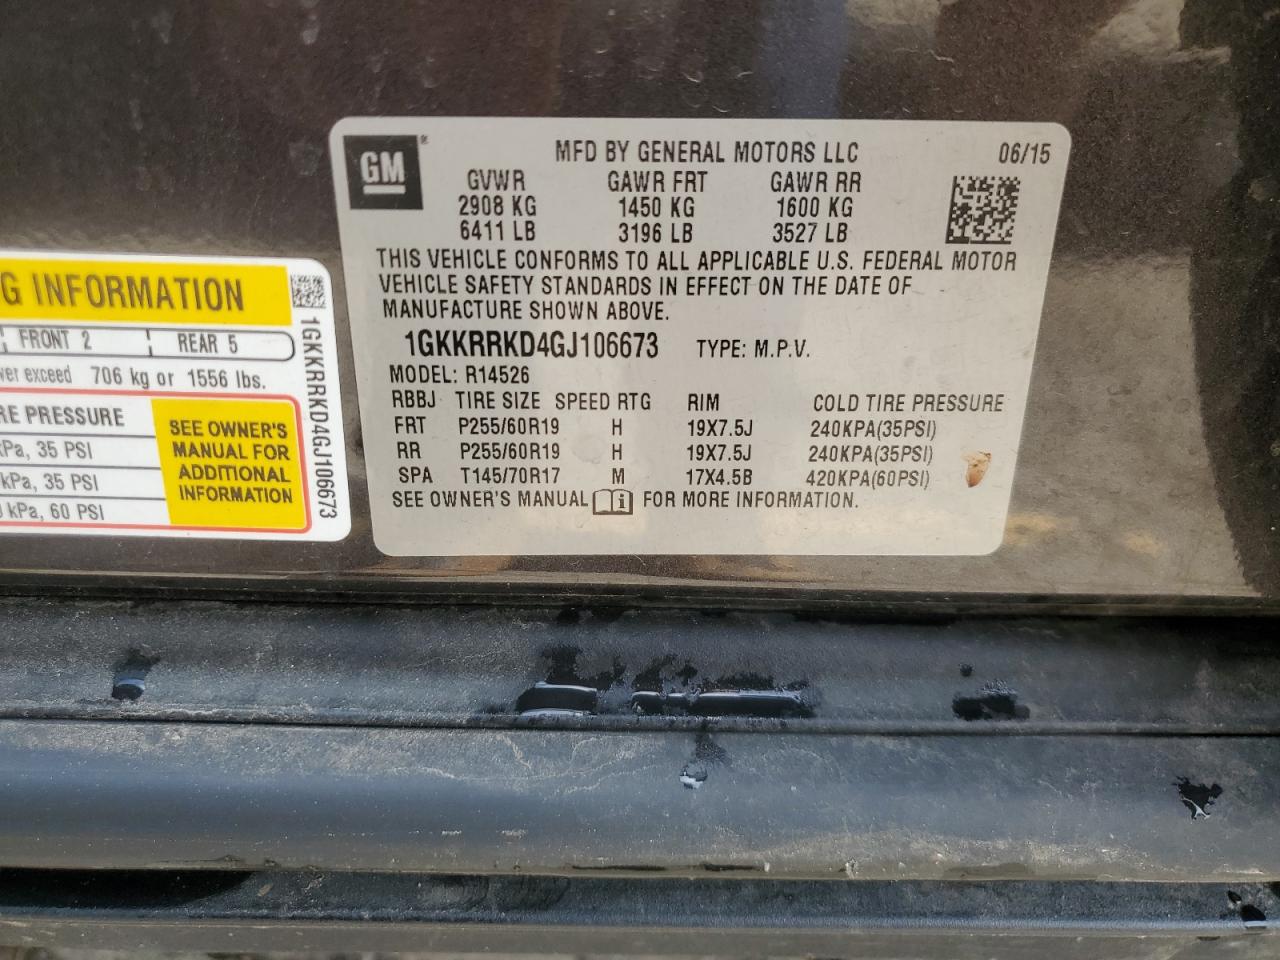 GM ®
MFD BY GENERAL MOTORS LLC 06/15
GVWR GAWR FRT GAWR RR
2908 KG 1450 KG 1600 KG
6411 LB 3196 LB 3527 LB
THIS VEHICLE CONFORMS TO ALL APPLICABLE U.S. FEDERAL MOTOR
VEHICLE SAFETY STANDARDS IN EFFECT ON THE DATE OF
MANUFACTURE SHOWN ABOVE.
1GKKRRKD4GJ106673 TYPE: M.P.V.
MODEL: R14526
RBBJ TIRE SIZE SPEED RTG RIM COLD TIRE PRESSURE
FRT P255/60R19 H 19X7.5J 240KPA(35PSI)
RR P255/60R19 H 19X7.5J 240KPA(35PSI)
SPA T145/70R17 M 17X4.5B 420KPA(60PSI)
SEE OWNER'S MANUAL i FOR MORE INFORMATION.
G INFORMATION
FRONT 2 REAR 5
exceed 706 kg or 1556 lbs.
PRESSURE
kPa, 35 PSI
kPa, 35 PSI
kPa, 60 PSI
SEE OWNER'S
MANUAL FOR
ADDITIONAL
INFORMATION
1GKKRRKD4GJ106673